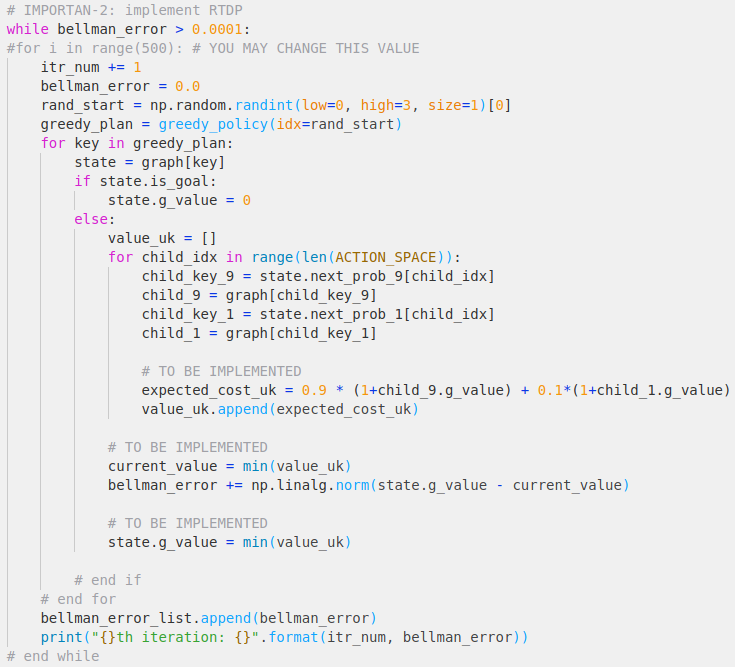 # IMPORTAN-2: implement RTDP
while bellman_error > 0.0001:
#for i in range(500): # YOU MAY CHANGE THIS VALUE
    itr_num += 1
    bellman_error = 0.0
    rand_start = np.random.randint(low=0, high=3, size=1)[0]
    greedy_plan = greedy_policy(idx=rand_start)
    for key in greedy_plan:
        state = graph[key]
        if state.is_goal:
            state.g_value = 0
        else:
            value_uk = []
            for child_idx in range(len(ACTION_SPACE)):
                child_key_9 = state.next_prob_9[child_idx]
                child_9 = graph[child_key_9]
                child_key_1 = state.next_prob_1[child_idx]
                child_1 = graph[child_key_1]

                # TO BE IMPLEMENTED
                expected_cost_uk = 0.9 * (1+child_9.g_value) + 0.1*(1+child_1.g_value)
                value_uk.append(expected_cost_uk)

            # TO BE IMPLEMENTED
            current_value = min(value_uk)
            bellman_error += np.linalg.norm(state.g_value - current_value)

            # TO BE IMPLEMENTED
            state.g_value = min(value_uk)

        # end if
    # end for
    bellman_error_list.append(bellman_error)
    print("{}th iteration: {}".format(itr_num, bellman_error))
# end while